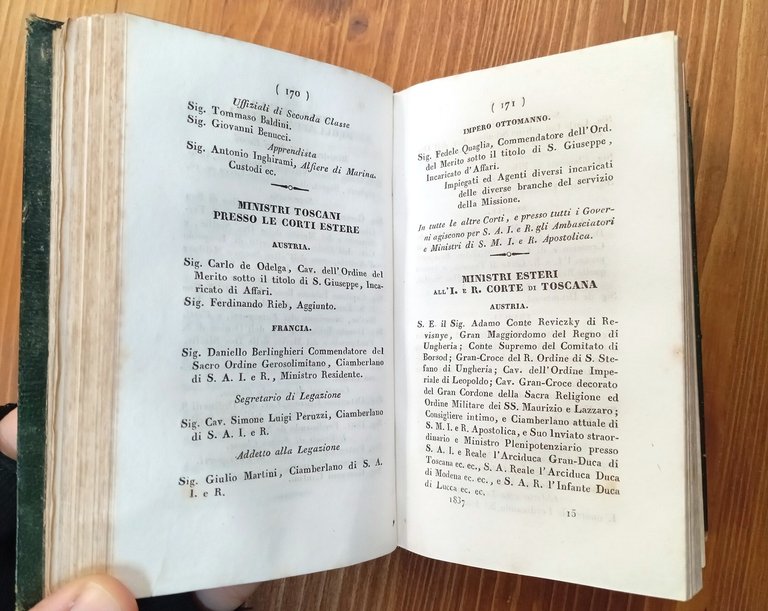 ( 170 )
Uffiziali di Seconda Classe
Sig. Tommaso Baldini.
Sig. Giovanni Benucci.
Apprendista
Sig. Antonio Inghirami, Alfiere di Marina.
Custodi ec.
MINISTRI TOSCANI
PRESSO LE CORTI ESTERE
AUSTRIA.
Sig. Carlo de Odelga, Cav. dell'Ordine del
Merito sotto il titolo di S. Giuseppe, Inca-
ricato di Affari.
Sig. Ferdinando Rieb, Aggiunto.
FRANCIA.
Sig. Daniello Berlinghieri Commendatore del
Sacro Ordine Gerosolimitano, Ciamberlano
di S. A. I. e R., Ministro Residente.
Segretario di Legazione
Sig. Cav. Simone Luigi Peruzzi, Ciamberlano
di S. A. I. e R.
Addetto alla Legazione
Sig. Giulio Martini, Ciamberlano di S. A.
I. e R.
( 171 )
IMPERO OTTOMANNO.
Sig. Fedele Quaglia, Commendatore dell'Ord.
del Merito sotto il titolo di S. Giuseppe,
Incaricato d'Affari.
Impiegati ed Agenti diversi incaricati
delle diverse branche del servizio
della Missione.
In tutte le altre Corti, e presso tutti i Gover-
ni agiscono per S. A. I. e R. gli Ambasciatori
e Ministri di S. M. I. e R. Apostolica.
MINISTRI ESTERI
ALL'I. E R. CORTE DI TOSCANA
AUSTRIA.
S. E. il Sig. Adamo Conte Reviczky di Re-
visnye, Gran Maggiordomo del Regno di
Ungheria; Conte Supremo del Comitato di
Borsod; Gran-Croce del R. Ordine di S. Ste-
fano di Ungheria; Cav. dell'Ordine Impe-
riale di Leopoldo; Cav. Gran-Croce decorato
del Gran Cordone della Sacra Religione ed
Ordine Militare dei SS. Maurizio e Lazzaro;
Consigliere intimo, e Ciamberlano attuale di
S. M. I. e R. Apostolica, e Suo Inviato straor-
dinario e Ministro Plenipotenziario presso
S. A. I. e Reale l'Arciduca Gran-Duca di
Toscana ec. ec., S. A. Reale l'Arciduca Duca
di Modena ec. ec., e S. A. R. l'Infante Duca
di Lucca ec. ec.
1837 15